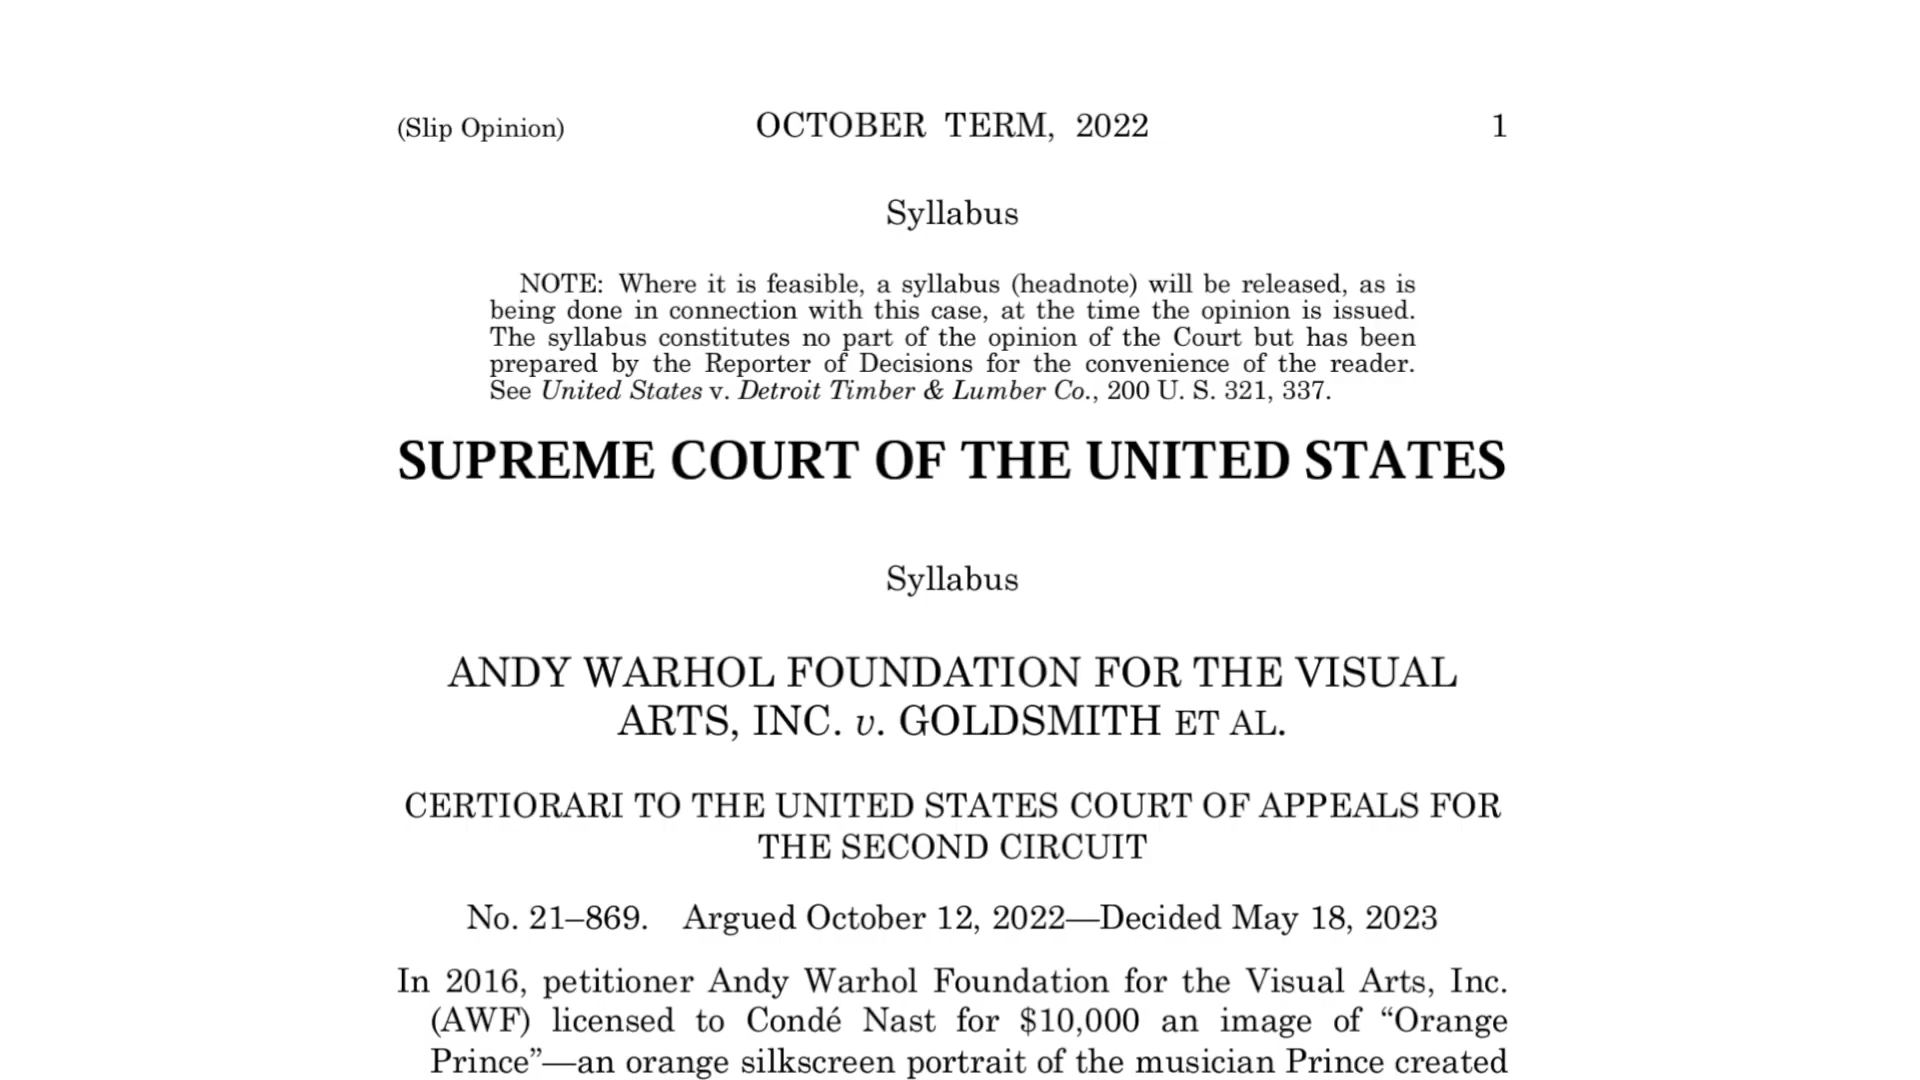 (Slip Opinion) OCTOBER TERM, 2022 1
Syllabus
NOTE: Where it is feasible, a syllabus (headnote) will be released, as is
being done in connection with this case, at the time the opinion is issued.
The syllabus constitutes no part of the opinion of the Court but has been
prepared by the Reporter of Decisions for the convenience of the reader.
See United States v. Detroit Timber & Lumber Co., 200 U. S. 321, 337.
SUPREME COURT OF THE UNITED STATES
Syllabus
ANDY WARHOL FOUNDATION FOR THE VISUAL
ARTS, INC. v. GOLDSMITH ET AL.
CERTIORARI TO THE UNITED STATES COURT OF APPEALS FOR
THE SECOND CIRCUIT
No. 21–869. Argued October 12, 2022—Decided May 18, 2023
In 2016, petitioner Andy Warhol Foundation for the Visual Arts, Inc.
(AWF) licensed to Condé Nast for $10,000 an image of “Orange
Prince”—an orange silkscreen portrait of the musician Prince created